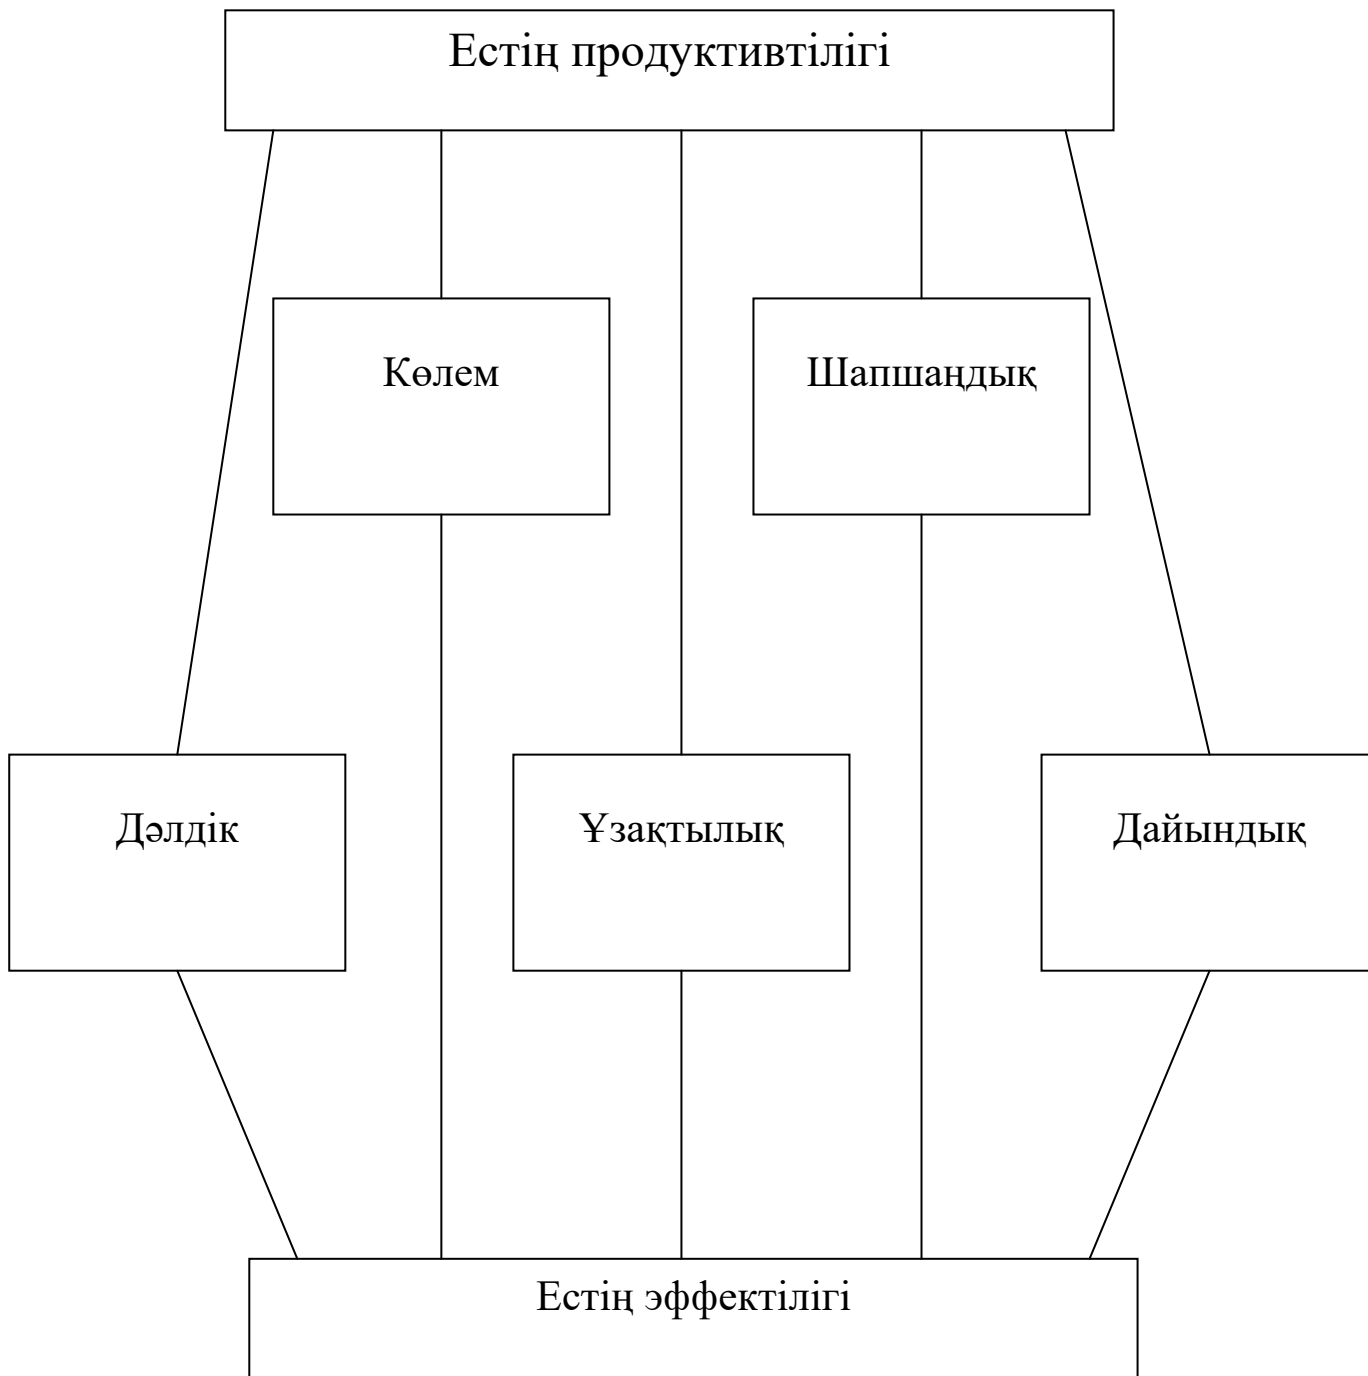 Естің продуктивтілігі
Көлем
Шапшаңдық
Дәлдік
Ұзақтылық
Дайындық
Естің эффектілігі